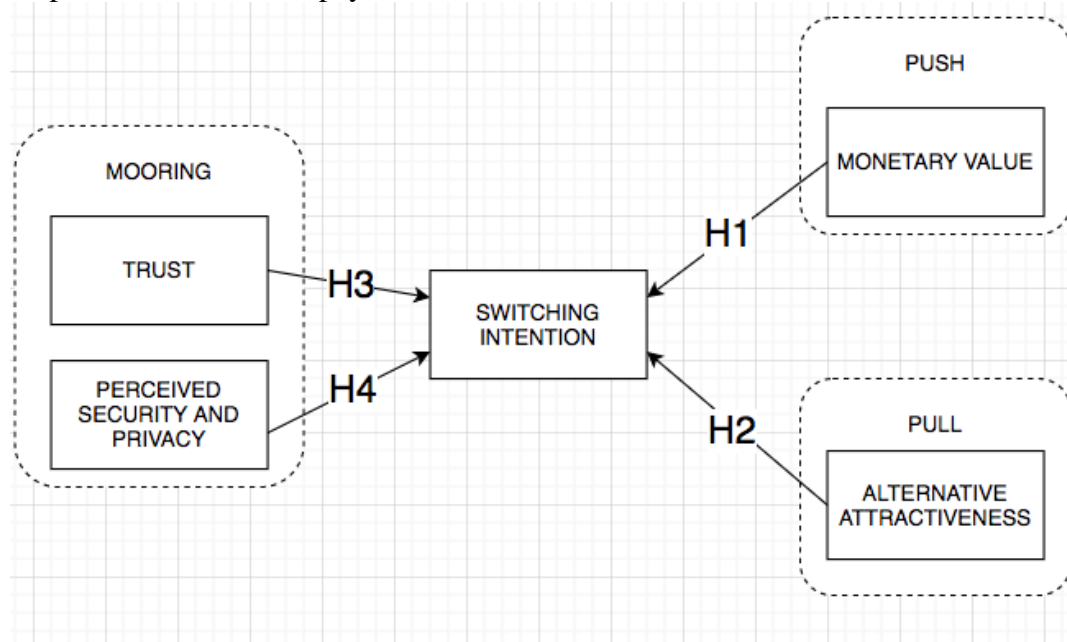 PUSH
MONETARY VALUE
MOORING
TRUST
H1
H3
SWITCHING
INTENTION
PERCEIVED
SECURITY AND
PRIVACY
H4
H2
PULL
ALTERNATIVE
ATTRACTIVENESS